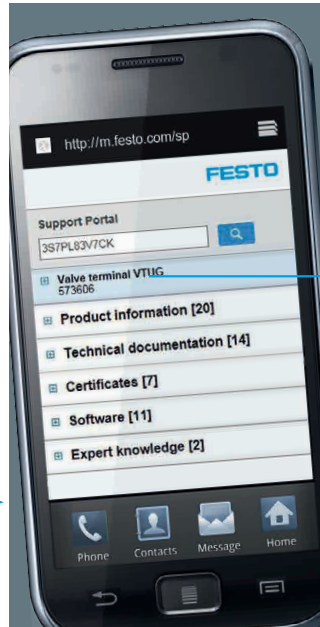 http://m.festo.com/sp
FESTO
Support Portal
3S7PL83V7CK
Valve terminal VTUG
573606
Product information [20]
Technical documentation [14]
Certificates [7]
Software [11]
Expert knowledge [2]
Phone
Contacts
Message
Home